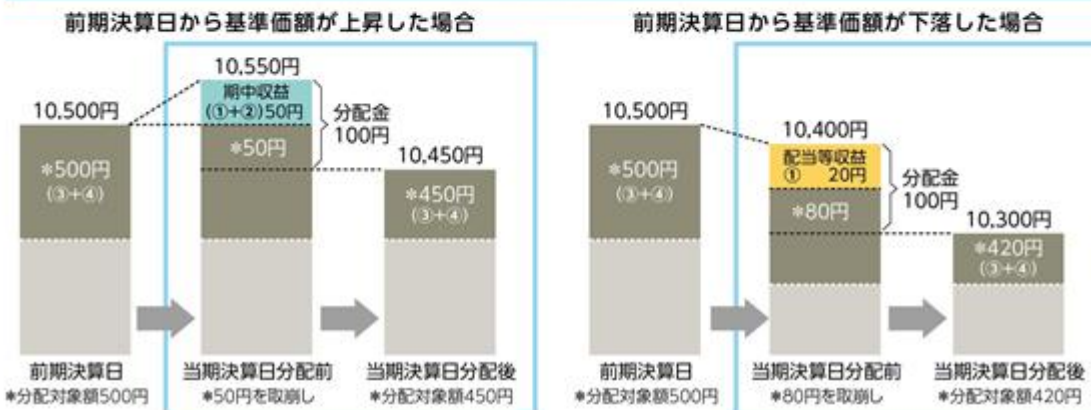 前期決算日から基準価額が上昇した場合
10,550円
10,500円
期中収益
(①+②)50円
分配金
100円
*500円
(③+④)
*50円
10,450円
*450円
(③+④)
前期決算日
*分配対象額500円
当期決算日分配前
*50円を取崩し
当期決算日分配後
*分配対象額450円
前期決算日から基準価額が下落した場合
10,500円
10,400円
*500円
(③+④)
配当等収益
① 20円
分配金
100円
*80円
10,300円
*420円
(③+④)
前期決算日
*分配対象額500円
当期決算日分配前
*80円を取崩し
当期決算日分配後
*分配対象額420円